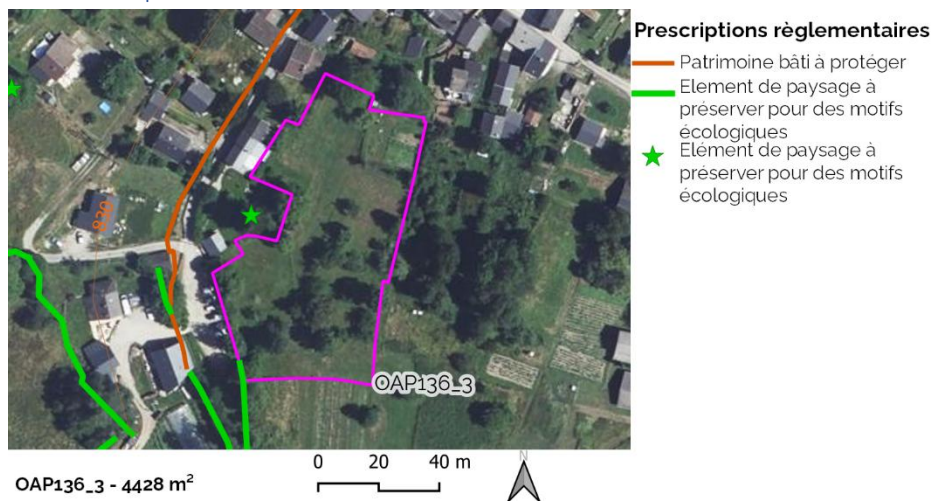 Prescriptions règlementaires
Patrimoine bâti à protéger
Element de paysage à
préserver pour des motifs
écologiques
Elément de paysage à
préserver pour des motifs
écologiques
830
OAP136_3
OAP136_3 - 4428 m²
0 20 40 m
N